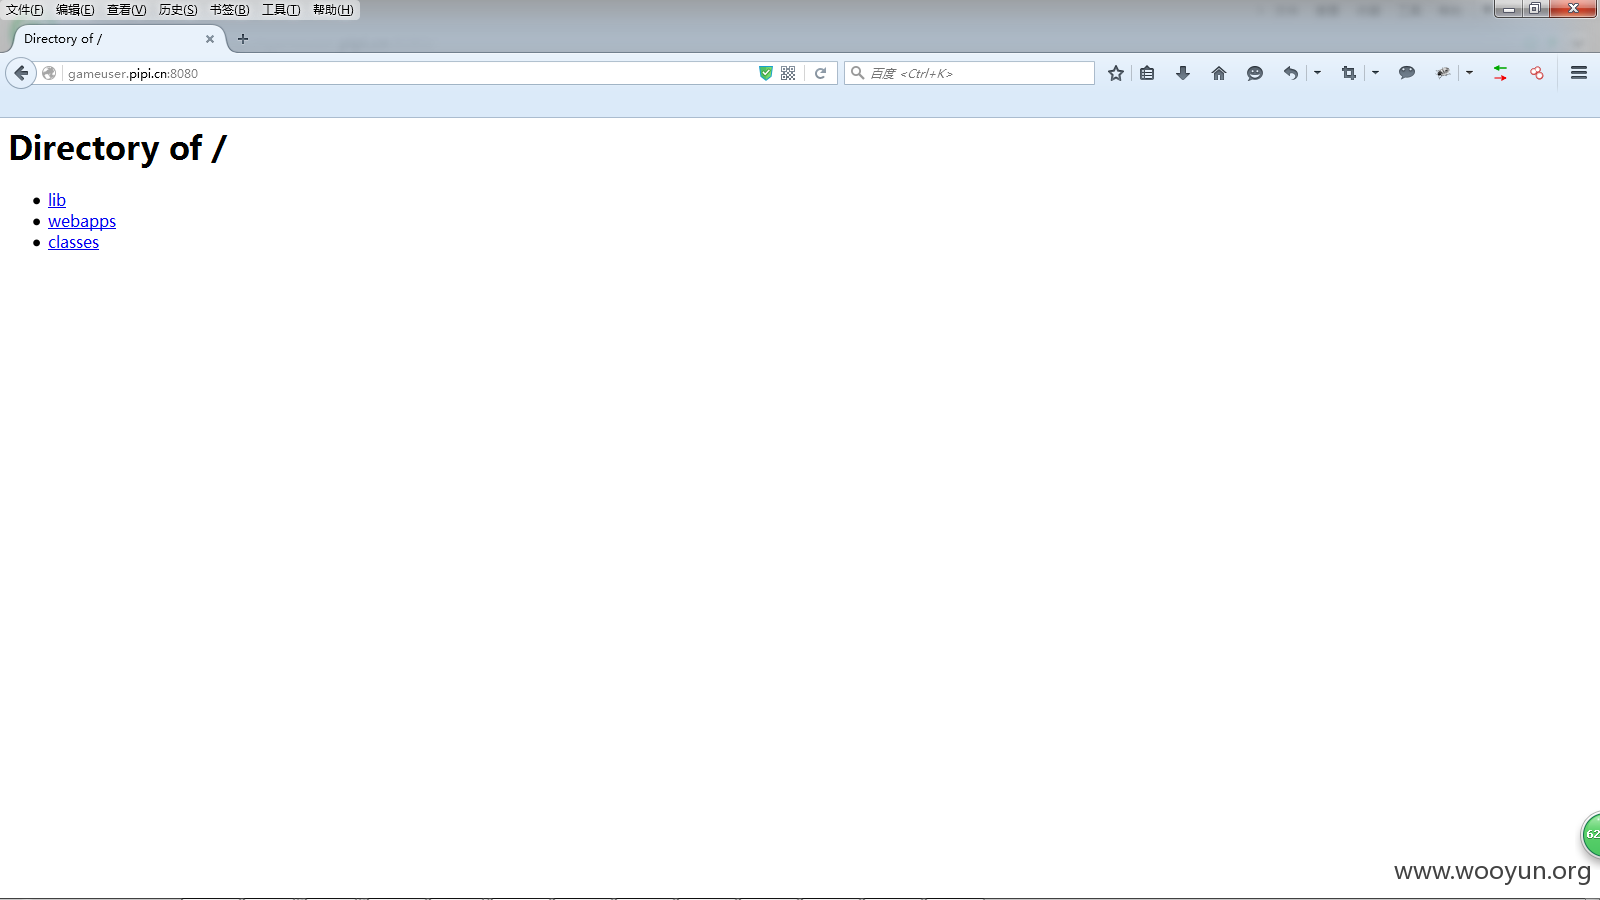 文件(F) 编辑(E) 查看(V) 历史(S) 书签(B) 工具(T) 帮助(H)
Directory of /
gameuser.pipi.cn:8080
百度 <Ctrl+K>
Directory of /
lib
webapps
classes
62
www.wooyun.org